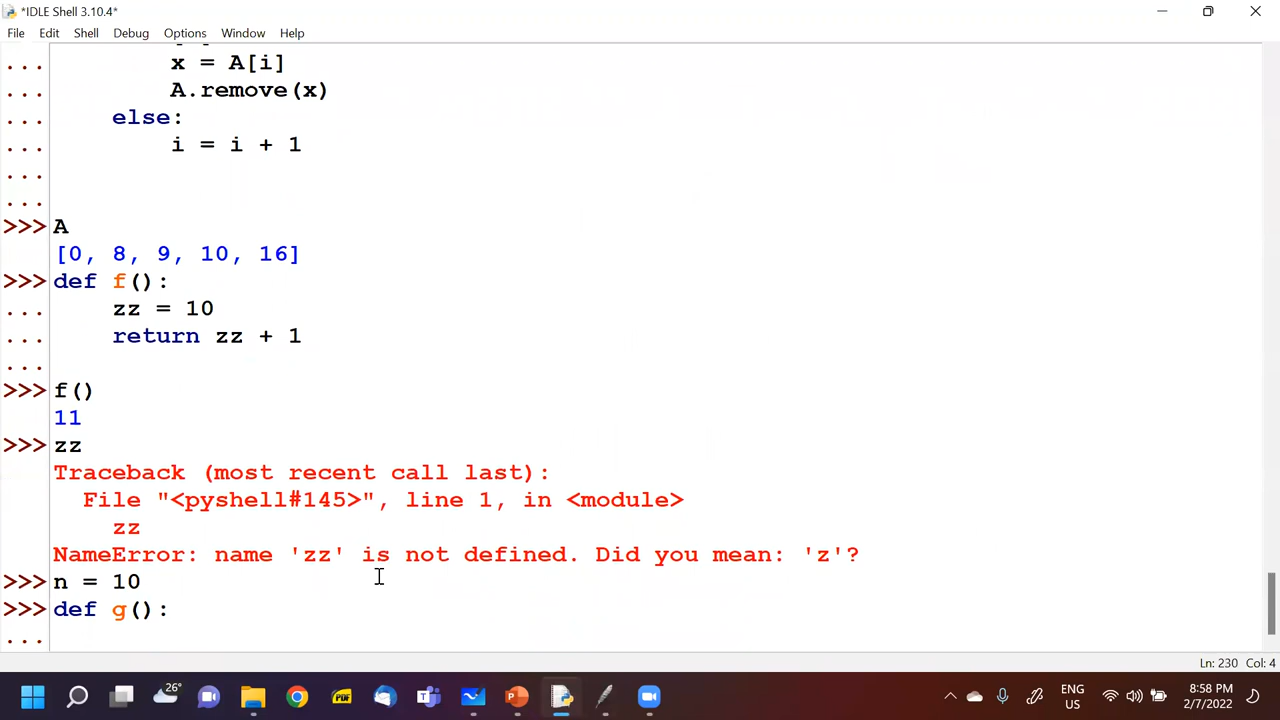 *IDLE Shell 3.10.4*
File Edit Shell Debug Options Window Help
... x = A[i]
... A.remove(x)
... else:
... i = i + 1
...
...
>>> A
[0, 8, 9, 10, 16]
>>> def f():
... zz = 10
... return zz + 1
...
>>> f()
11
>>> zz
Traceback (most recent call last):
File "<pyshell#145>", line 1, in <module>
zz
NameError: name 'zz' is not defined. Did you mean: 'z'?
>>> n = 10
>>> def g():
...
Ln: 230 Col: 4
26°
PDF
ENG
US
8:58 PM
2/7/2022